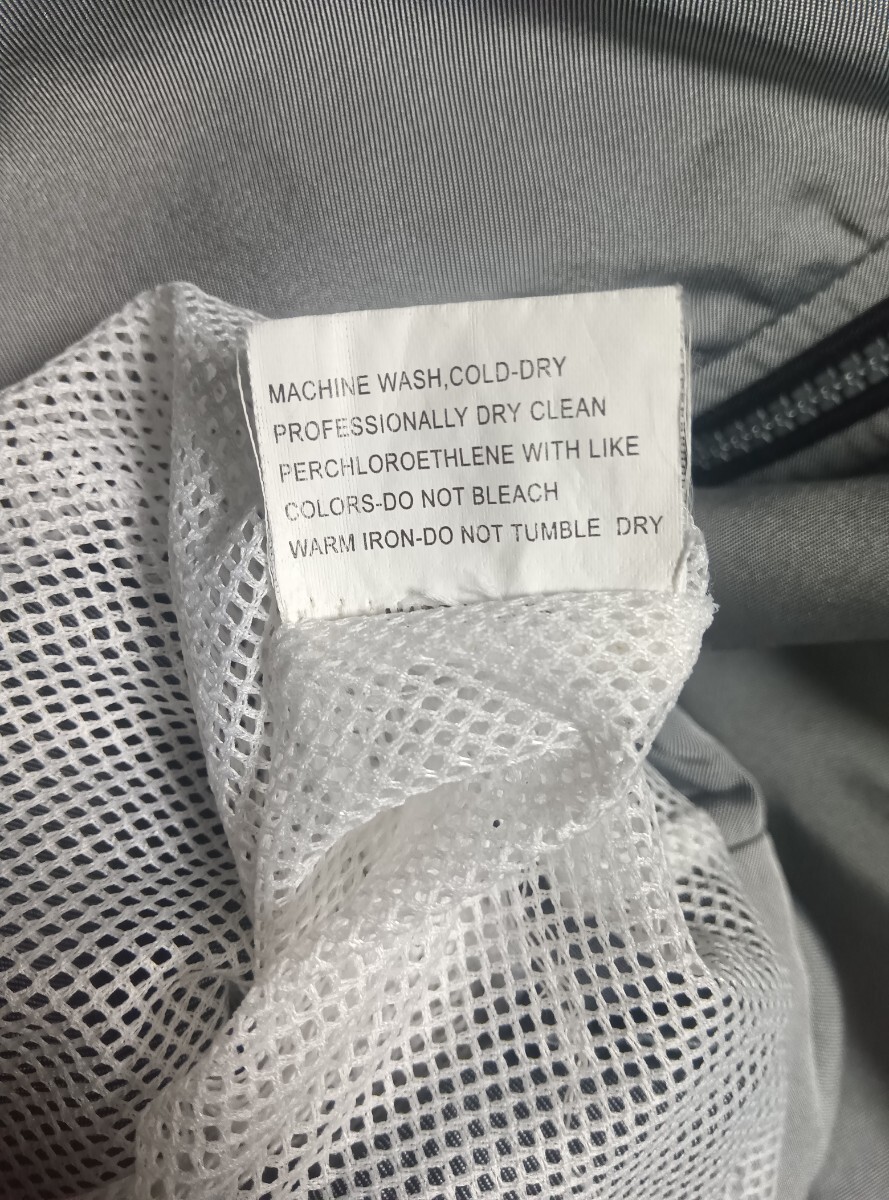 MACHINE WASH,COLD-DRY
PROFESSIONALLY DRY CLEAN
PERCHLOROETHLENE WITH LIKE
COLORS-DO NOT BLEACH
WARM IRON-DO NOT TUMBLE DRY